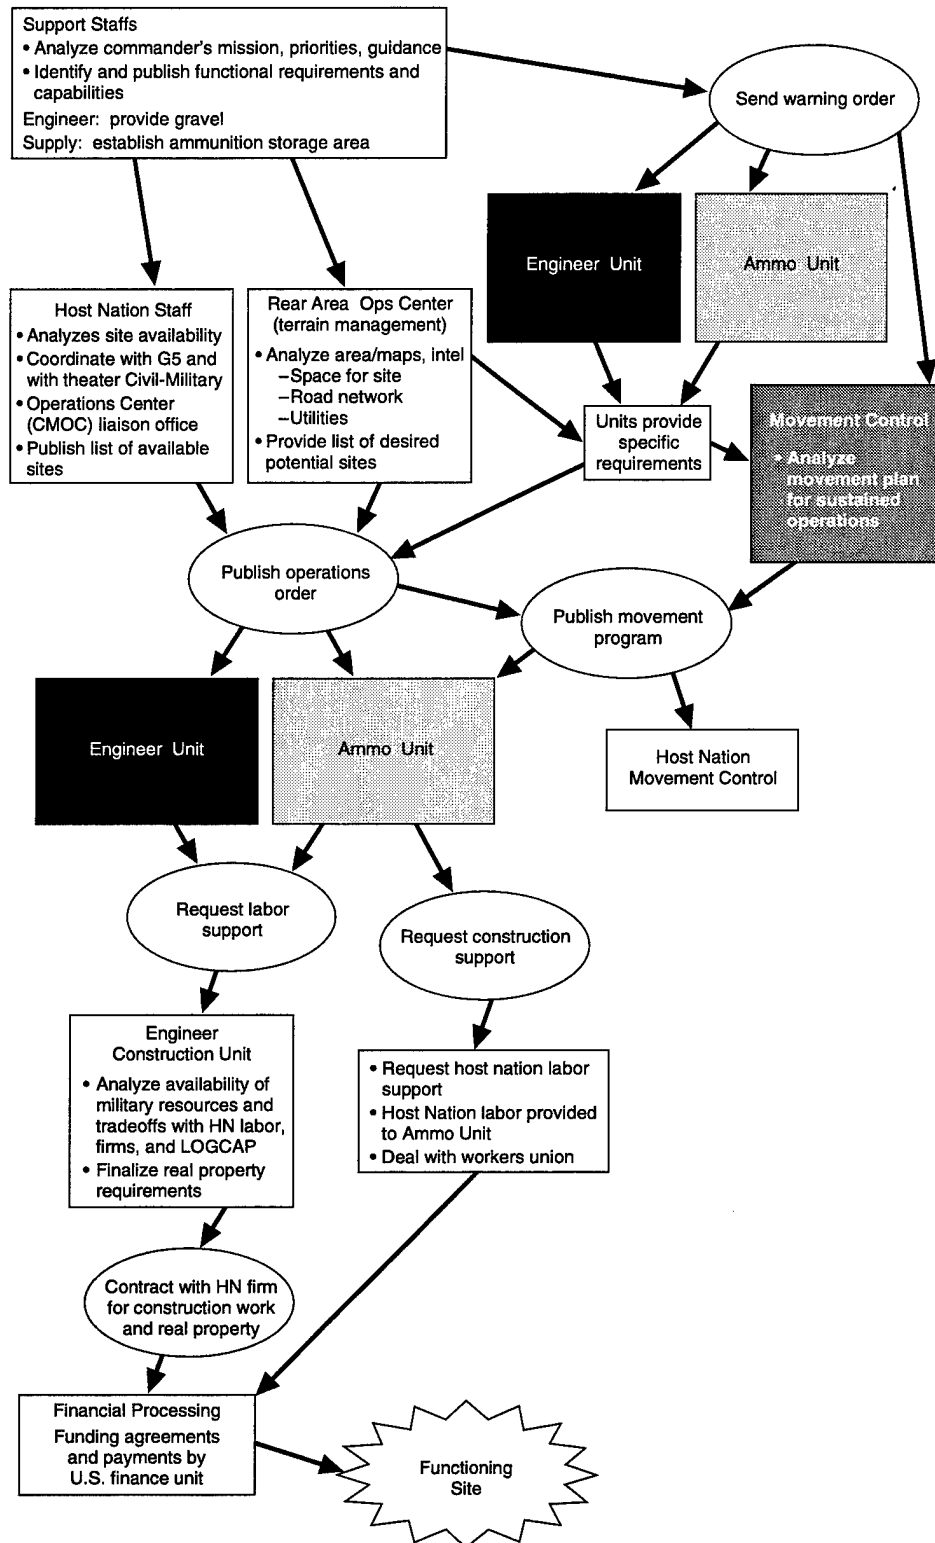 Support Staffs
• Analyze commander's mission, priorities, guidance
• Identify and publish functional requirements and
capabilities
Engineer: provide gravel
Supply: establish ammunition storage area
Send warning order
Engineer Unit
Ammo Unit
Host Nation Staff
• Analyzes site availability
• Coordinate with G5 and
with theater Civil-Military
• Operations Center
(CMOC) liaison office
• Publish list of available
sites
Rear Area Ops Center
(terrain management)
• Analyze area/maps, intel
–Space for site
–Road network
–Utilities
• Provide list of desired
potential sites
Units provide
specific
requirements
Movement Control
• Analyze
movement plan
for sustained
operations
Publish operations
order
Publish movement
program
Engineer Unit
Ammo Unit
Host Nation
Movement Control
Request labor
support
Request construction
support
Engineer
Construction Unit
• Analyze availability of
military resources and
tradeoffs with HN labor,
firms, and LOGCAP
• Finalize real property
requirements
• Request host nation labor
support
• Host Nation labor provided
to Ammo Unit
• Deal with workers union
Contract with HN firm
for construction work
and real property
Financial Processing
Funding agreements
and payments by
U.S. finance unit
Functioning
Site